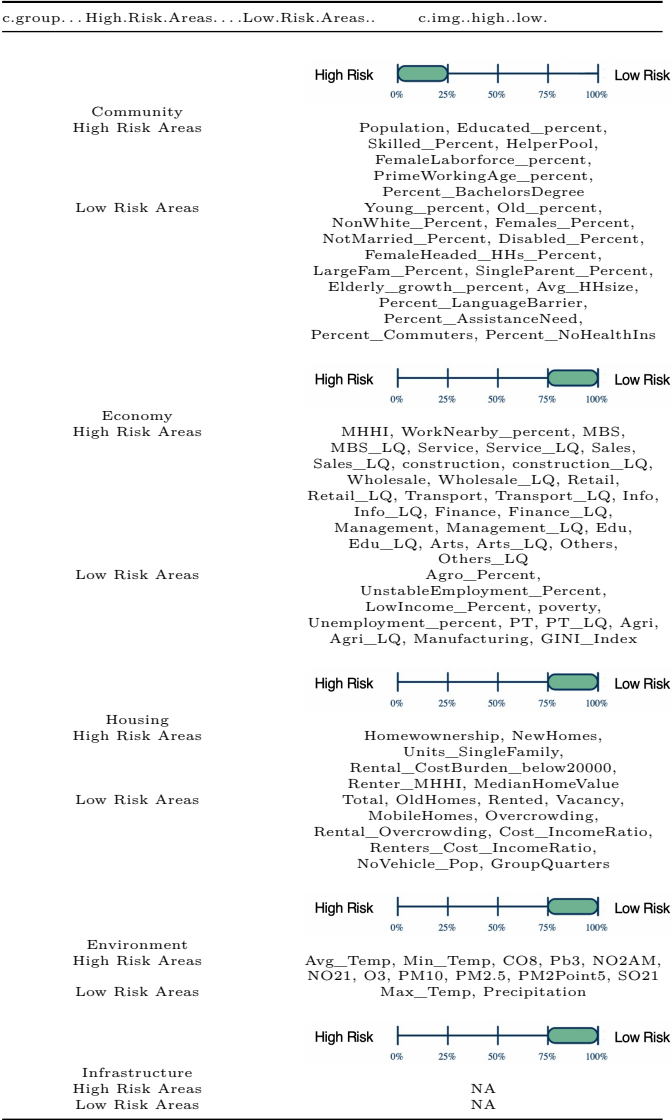 c.group...High.Risk.Areas....Low.Risk.Areas.. c.img..high..low.
High Risk Low Risk
0% 25% 50% 75% 100%
Community
High Risk Areas Population, Educated_percent,
Skilled_Percent, HelperPool,
FemaleLaborforce_percent,
PrimeWorkingAge_percent,
Percent_BachelorsDegree
Low Risk Areas Young_percent, Old_percent,
NonWhite_Percent, Females_Percent,
NotMarried_Percent, Disabled_Percent,
FemaleHeaded_HHs_Percent,
LargeFam_Percent, SingleParent_Percent,
Elderly_growth_percent, Avg_HHsize,
Percent_LanguageBarrier,
Percent_AssistanceNeed,
Percent_Commuters, Percent_NoHealthIns
High Risk Low Risk
0% 25% 50% 75% 100%
Economy
High Risk Areas MHHI, WorkNearby_percent, MBS,
MBS_LQ, Service, Service_LQ, Sales,
Sales_LQ, construction, construction_LQ,
Wholesale, Wholesale_LQ, Retail,
Retail_LQ, Transport, Transport_LQ, Info,
Info_LQ, Finance, Finance_LQ,
Management, Management_LQ, Edu,
Edu_LQ, Arts, Arts_LQ, Others,
Others_LQ
Low Risk Areas Agro_Percent,
UnstableEmployment_Percent,
LowIncome_Percent, poverty,
Unemployment_percent, PT, PT_LQ, Agri,
Agri_LQ, Manufacturing, GINI_Index
High Risk Low Risk
0% 25% 50% 75% 100%
Housing
High Risk Areas Homewownership, NewHomes,
Units_SingleFamily,
Rental_CostBurden_below20000,
Renter_MHHI, MedianHomeValue
Low Risk Areas Total, OldHomes, Rented, Vacancy,
MobileHomes, Overcrowding,
Rental_Overcrowding, Cost_IncomeRatio,
Renters_Cost_IncomeRatio,
NoVehicle_Pop, GroupQuarters
High Risk Low Risk
0% 25% 50% 75% 100%
Environment
High Risk Areas Avg_Temp, Min_Temp, CO8, Pb3, NO2AM,
NO21, O3, PM10, PM2.5, PM2Point5, SO21
Low Risk Areas Max_Temp, Precipitation
High Risk Low Risk
0% 25% 50% 75% 100%
Infrastructure
High Risk Areas NA
Low Risk Areas NA